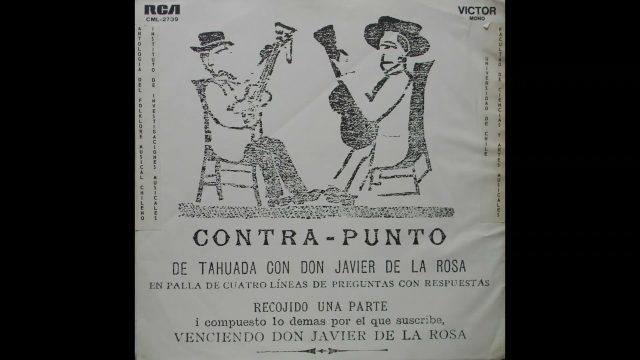 RCA
CML-2739
VICTOR
MONO
INSTITUTO DE INVESTIGACIONES MUSICALES
ANTOLOGIA DEL FOLKLORE MUSICAL CHILENO
FACULTAD DE CIENCIAS Y ARTES MUSICALES
UNIVERSIDAD DE CHILE
CONTRA-PUNTO
DE TAHUADA CON DON JAVIER DE LA ROSA
EN PALLA DE CUATRO LÍNEAS DE PREGUNTAS CON RESPUESTAS
RECOJIDO UNA PARTE
i compuesto lo demas por el que suscribe,
VENCIENDO DON JAVIER DE LA ROSA